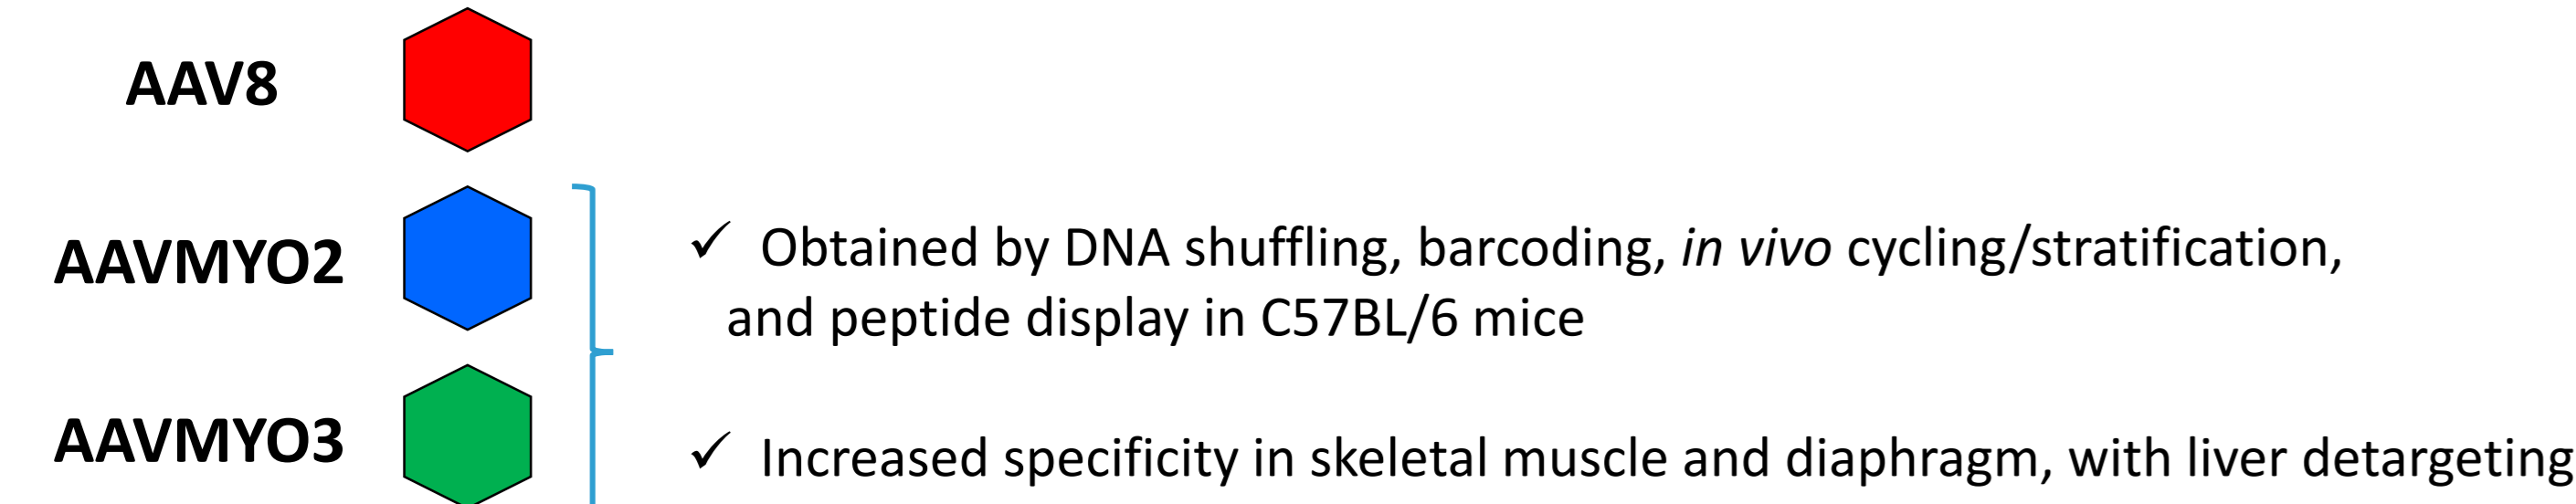 AAV8
AAVMYO2
✓ Obtained by DNA shuffling, barcoding, in vivo cycling/stratification,
and peptide display in C57BL/6 mice
AAVMYO3
✓ Increased specificity in skeletal muscle and diaphragm, with liver detargeting